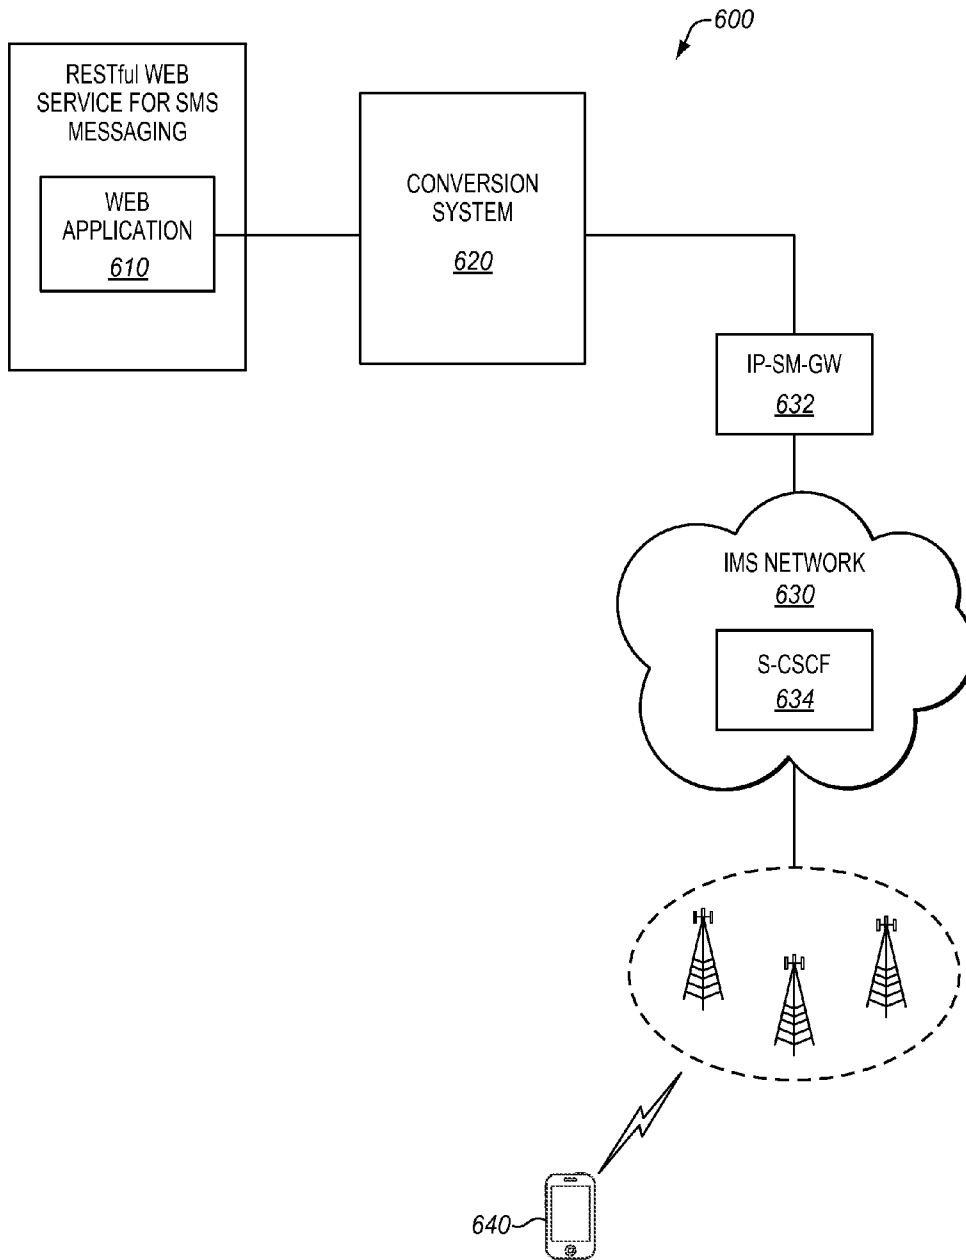 600
RESTful WEB
SERVICE FOR SMS
MESSAGING
WEB
APPLICATION
610
CONVERSION
SYSTEM
620
IP-SM-GW
632
IMS NETWORK
630
S-CSCF
634
640